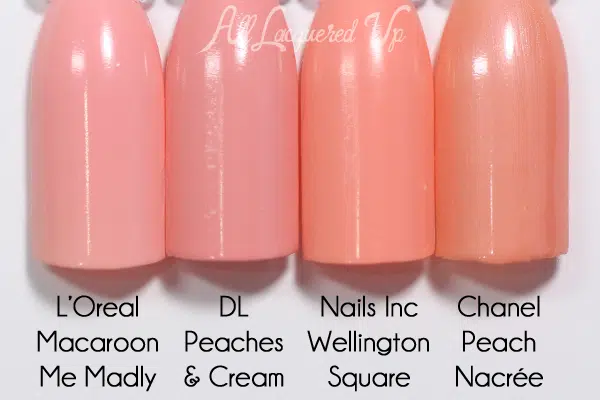 All Lacquered Up
L'Oreal
Macaroon
Me Madly
DL
Peaches
& Cream
Nails Inc
Wellington
Square
Chanel
Peach
Nacrée